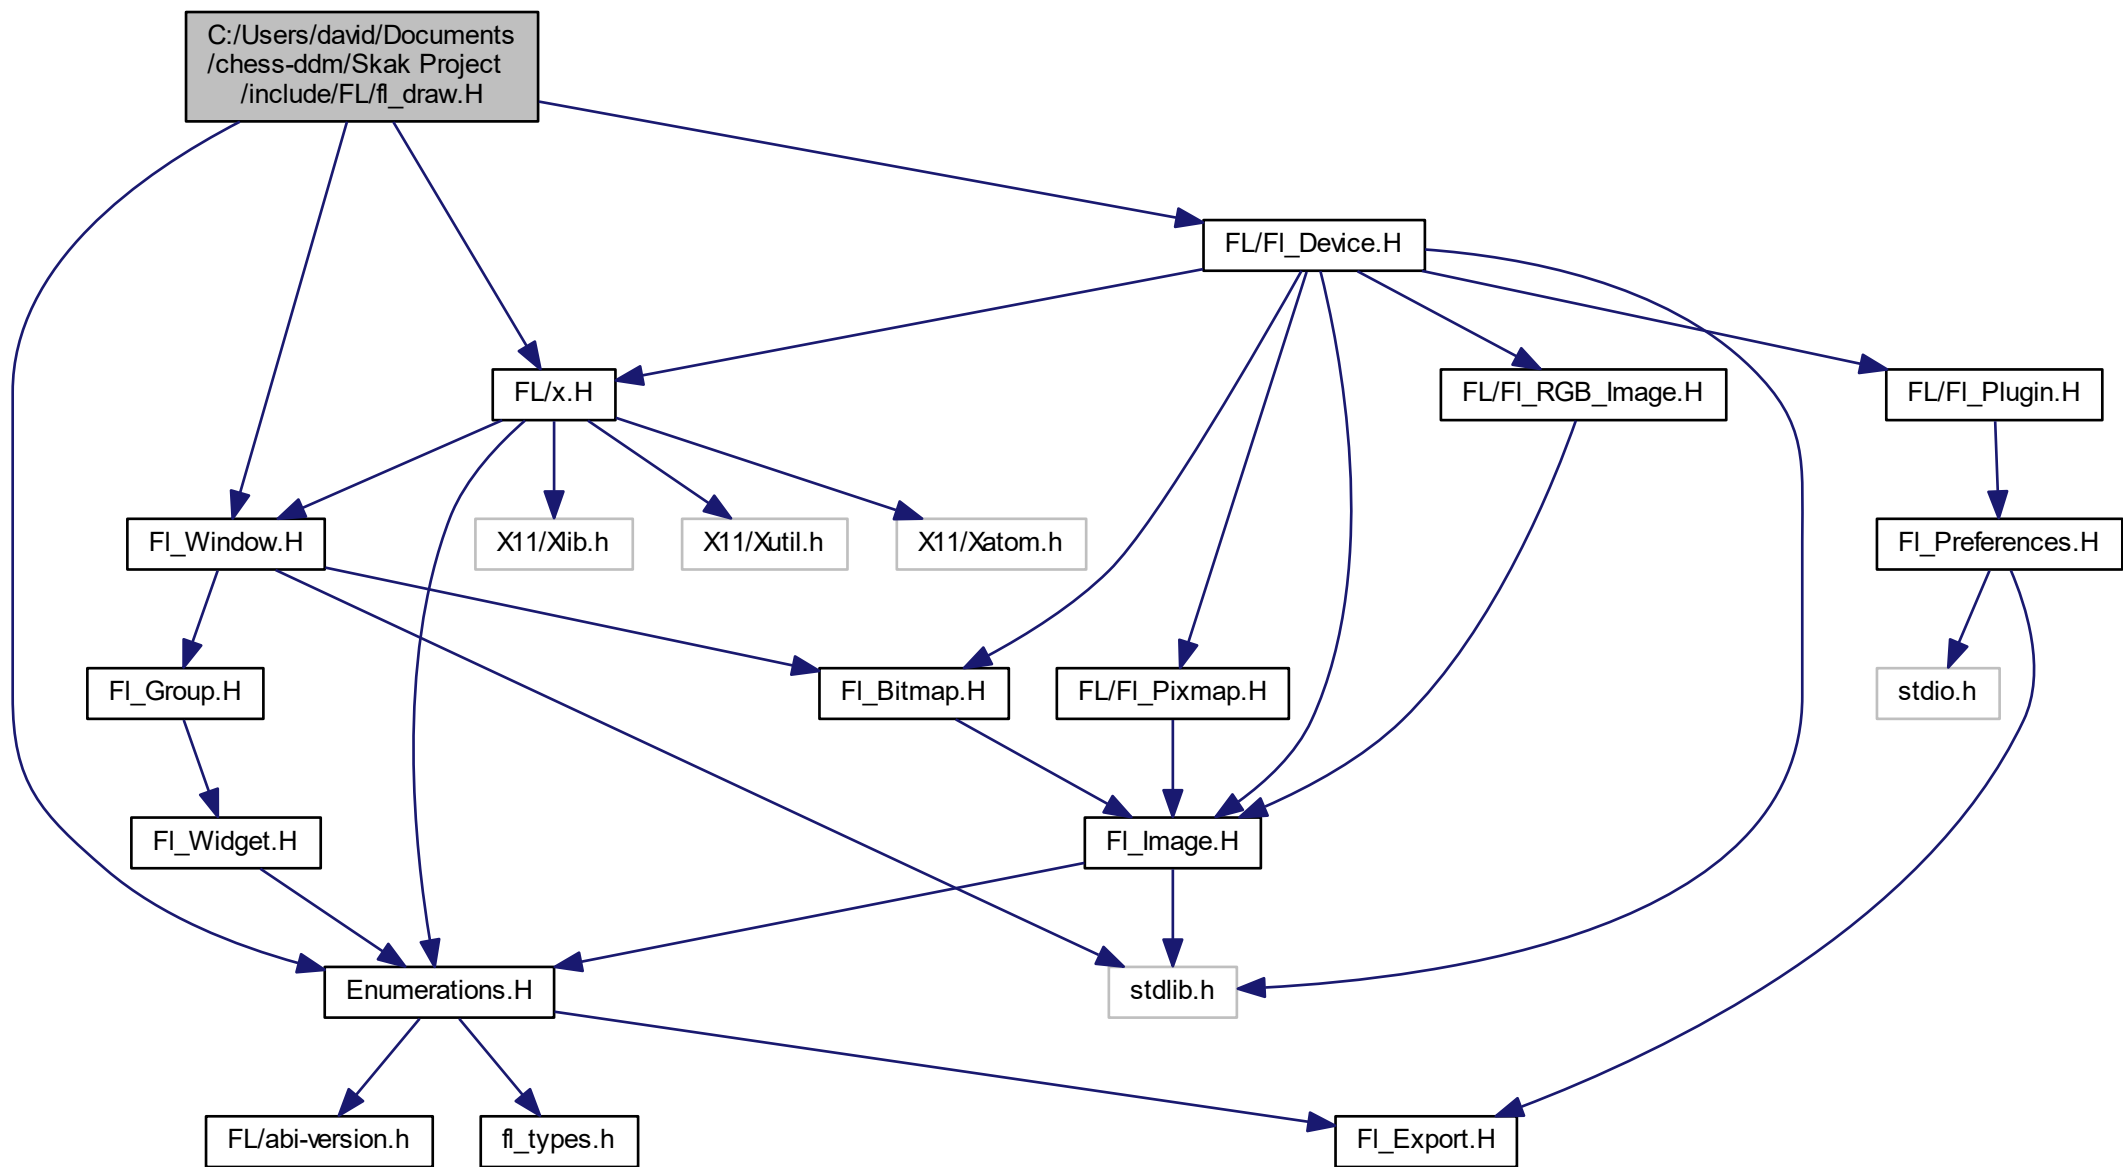 C:/Users/david/Documents
/chess-ddm/Skak Project
/include/FL/fl_draw.H
FL/Fl_Device.H
FL/x.H
FL/Fl_RGB_Image.H
FL/Fl_Plugin.H
Fl_Window.H
X11/Xlib.h
X11/Xutil.h
X11/Xatom.h
Fl_Preferences.H
Fl_Group.H
Fl_Bitmap.H
FL/Fl_Pixmap.H
stdio.h
Fl_Widget.H
Fl_Image.H
Enumerations.H
stdlib.h
FL/abi-version.h
fl_types.h
Fl_Export.H